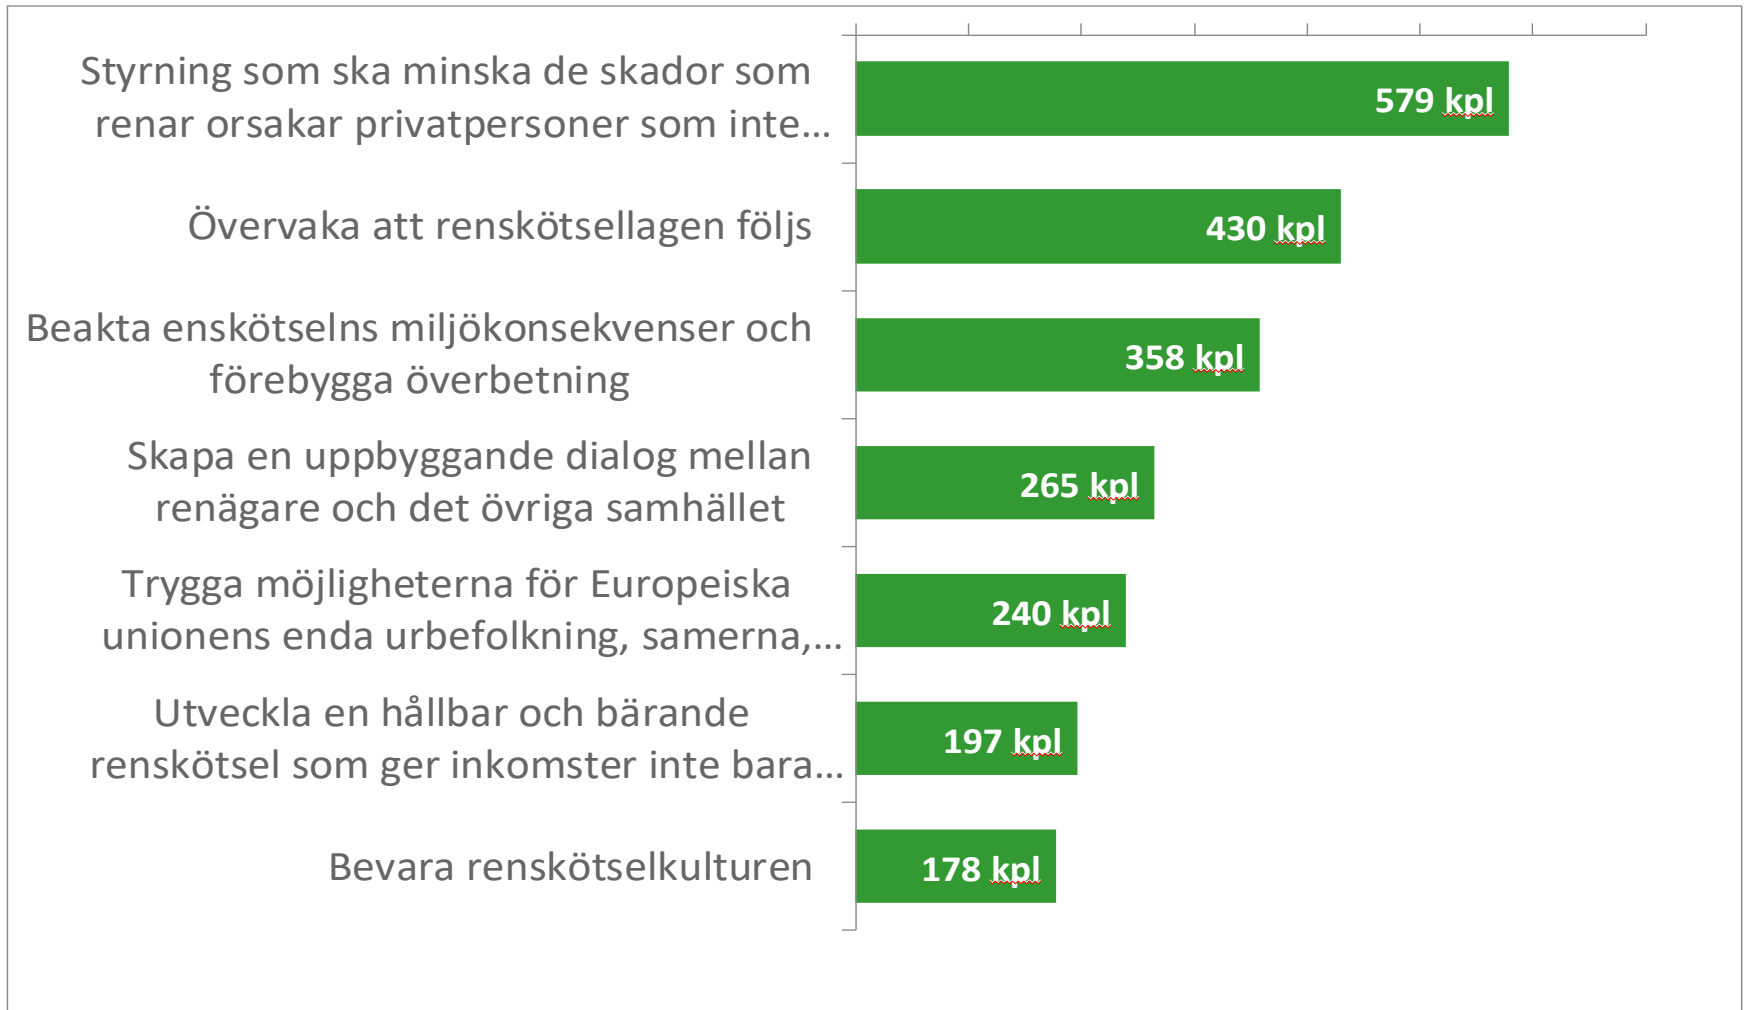 Styrning som ska minska de skador som
renar orsakar privatpersoner som inte...
579 kpl
Övervaka att renskötsellagen följs
430 kpl
Beakta enskötselns miljökonsekvenser och
förebygga överbetning
358 kpl
Skapa en uppbyggande dialog mellan
renägare och det övriga samhället
265 kpl
Trygga möjligheterna för Europeiska
unionens enda urbefolkning, samerna,...
240 kpl
Utveckla en hållbar och bärande
renskötsel som ger inkomster inte bara...
197 kpl
Bevara renskötselkulturen
178 kpl